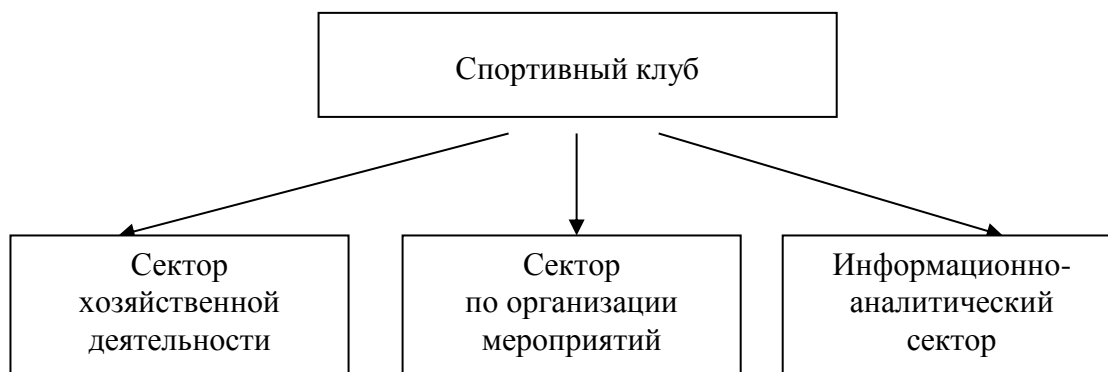 Спортивный клуб
Сектор
хозяйственной
деятельности
Сектор
по организации
мероприятий
Информационно-
аналитический
сектор